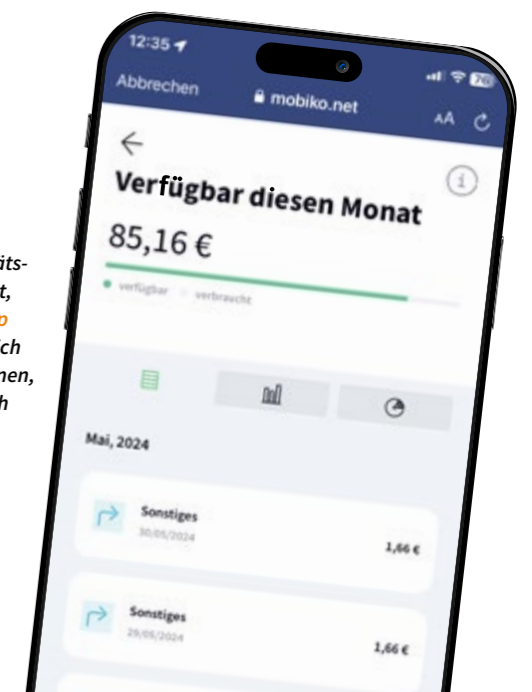 12:35
76
Abbrechen
mobiko.net
AA
i
Verfügbar diesen Monat
85,16 €
verfügbar verbraucht
Mai, 2024
Sonstiges
30/05/2024
1,66 €
Sonstiges
29/05/2024
1,66 €